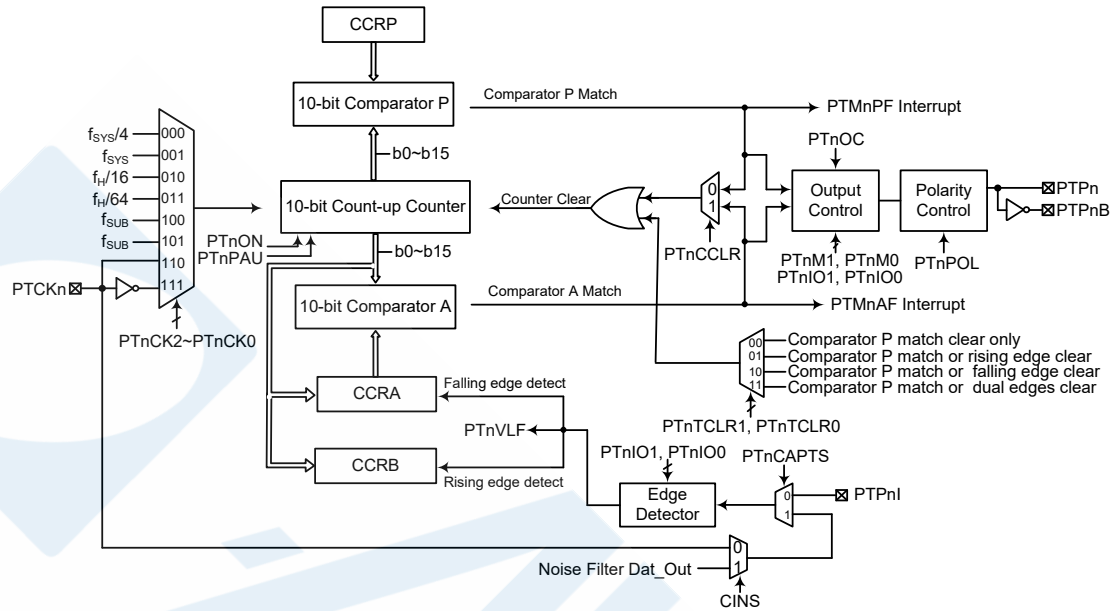 CCRP
10-bit Comparator P
Comparator P Match
PTMnPF Interrupt
b0~b15
fSYS/4
fSYS
fH/16
fH/64
fSUB
fSUB
000
001
010
011
100
101
110
111
PTCKn
PTnCK2~PTnCK0
10-bit Count-up Counter
PTnON
PTnPAU
b0~b15
Counter Clear
0
1
PTnCCLR
PTnOC
Output
Control
PTnM1, PTnM0
PTnIO1, PTnIO0
Polarity
Control
PTnPOL
PTPn
PTPnB
10-bit Comparator A
Comparator A Match
PTMnAF Interrupt
00
01
10
11
Comparator P match clear only
Comparator P match or rising edge clear
Comparator P match or falling edge clear
Comparator P match or dual edges clear
PTnTCLR1, PTnTCLR0
CCRA
Falling edge detect
PTnVLF
CCRB
Rising edge detect
PTnIO1, PTnIO0
Edge
Detector
PTnCAPTS
0
1
PTPnI
0
1
Noise Filter Dat_Out
CINS